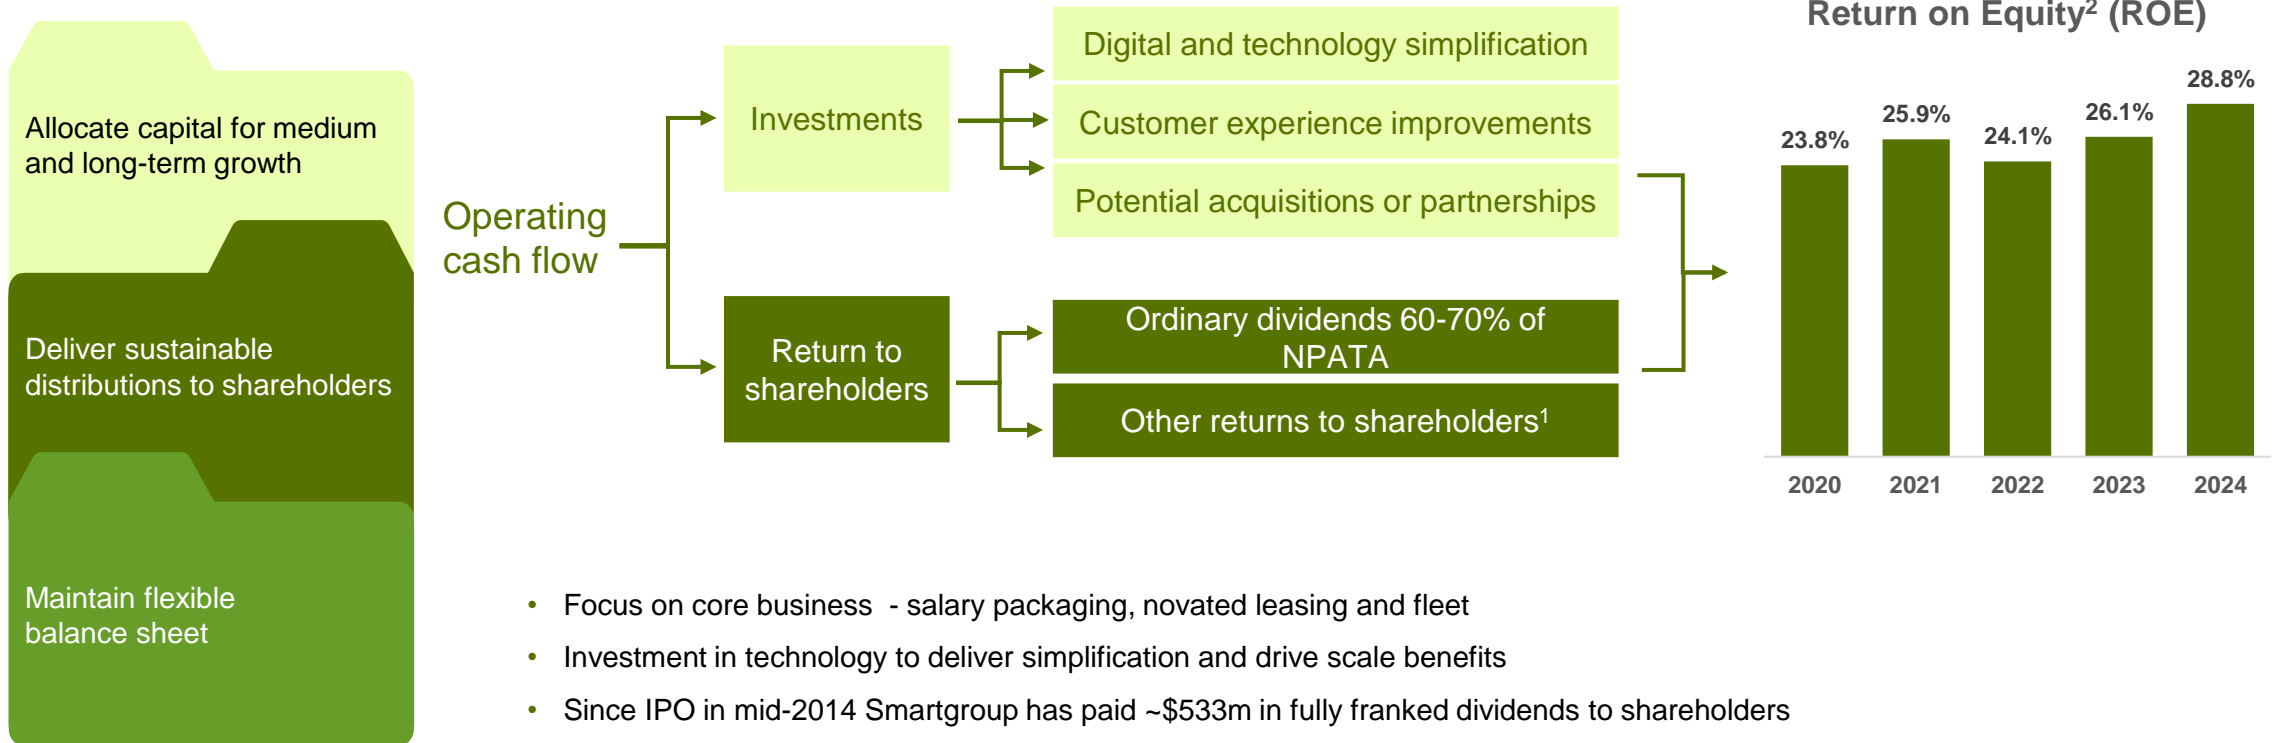 Allocate capital for medium
and long-term growth
Deliver sustainable
distributions to shareholders
Maintain flexible
balance sheet
Operating
cash flow
Investments
Return to
shareholders
Digital and technology simplification
Customer experience improvements
Potential acquisitions or partnerships
Ordinary dividends 60-70% of
NPATA
Other returns to shareholders¹
Return on Equity² (ROE)
23.8%
25.9%
24.1%
26.1%
28.8%
2020
2021
2022
2023
2024
• Focus on core business - salary packaging, novated leasing and fleet
• Investment in technology to deliver simplification and drive scale benefits
• Since IPO in mid-2014 Smartgroup has paid ~$533m in fully franked dividends to shareholders